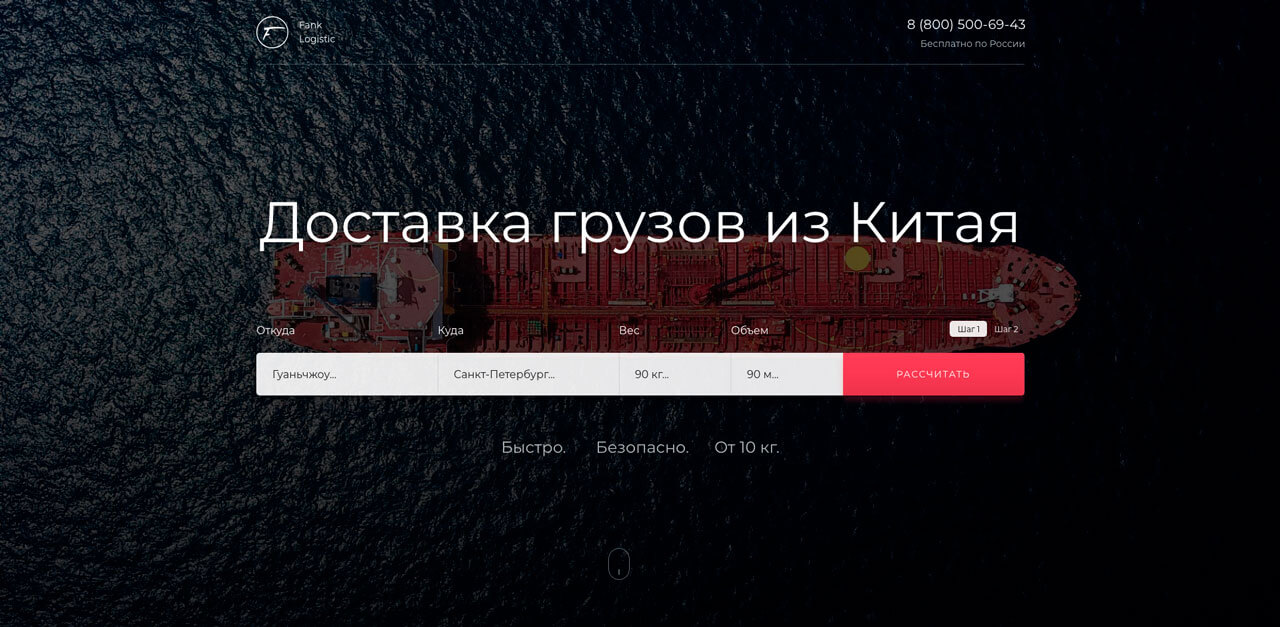 Fank
Logistic
8 (800) 500-69-43
Бесплатно по России
Доставка грузов из Китая
Откуда
Куда
Вес
Объем
Шаг 1
Шаг 2
Гуаньчжоу...
Санкт-Петербург...
90 кг...
90 м...
РАССЧИТАТЬ
Быстро.
Безопасно.
От 10 кг.